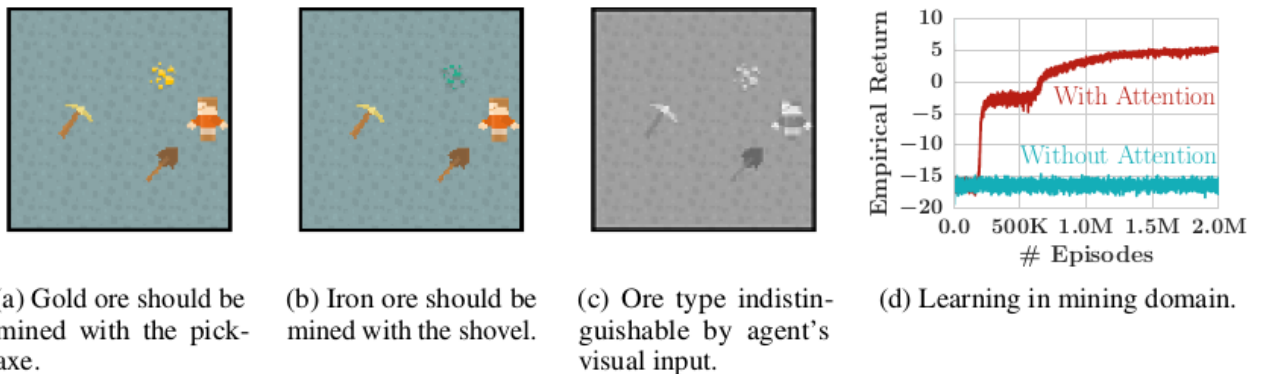 Empirical Return
10
5
0
−5
−10
−15
−20
With Attention
Without Attention
0.0 500K 1.0M 1.5M 2.0M
# Episodes
(a) Gold ore should be
mined with the pick-
axe.
(b) Iron ore should be
mined with the shovel.
(c) Ore type indistin-
guishable by agent's
visual input.
(d) Learning in mining domain.